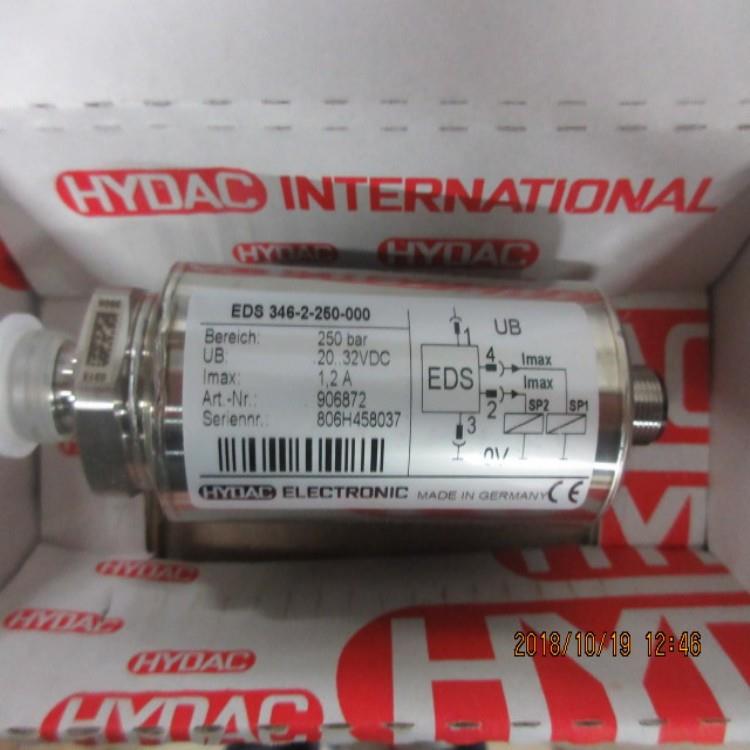 HYDAC INTERNATIONAL
HYDAC HYDAC
EDS 346-2-250-000
Bereich: 250 bar
UB: 20..32VDC
Imax: 1,2 A
Art.-Nr.: 906872
Seriennr.: 806H458037
HYDAC ELECTRONIC MADE IN GERMANY CE
UB
1
4 Imax
EDS Imax
2 SP2 SP1
3
0V
HYDAC
HYDAC
HYDAC
HYDAC
2018/10/19 12:46